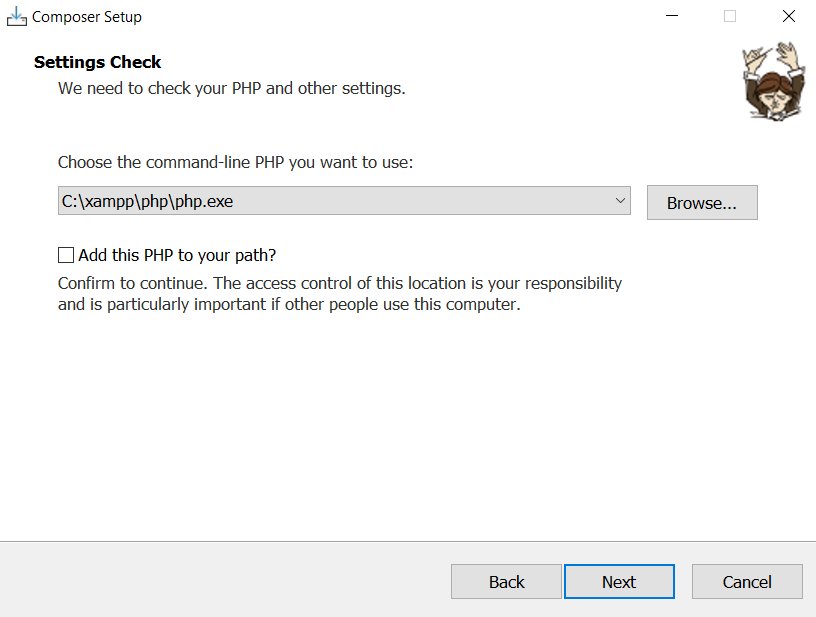 Composer Setup
Settings Check
We need to check your PHP and other settings.
Choose the command-line PHP you want to use:
C:\xampp\php\php.exe
Browse...
Add this PHP to your path?
Confirm to continue. The access control of this location is your responsibility
and is particularly important if other people use this computer.
Back
Next
Cancel